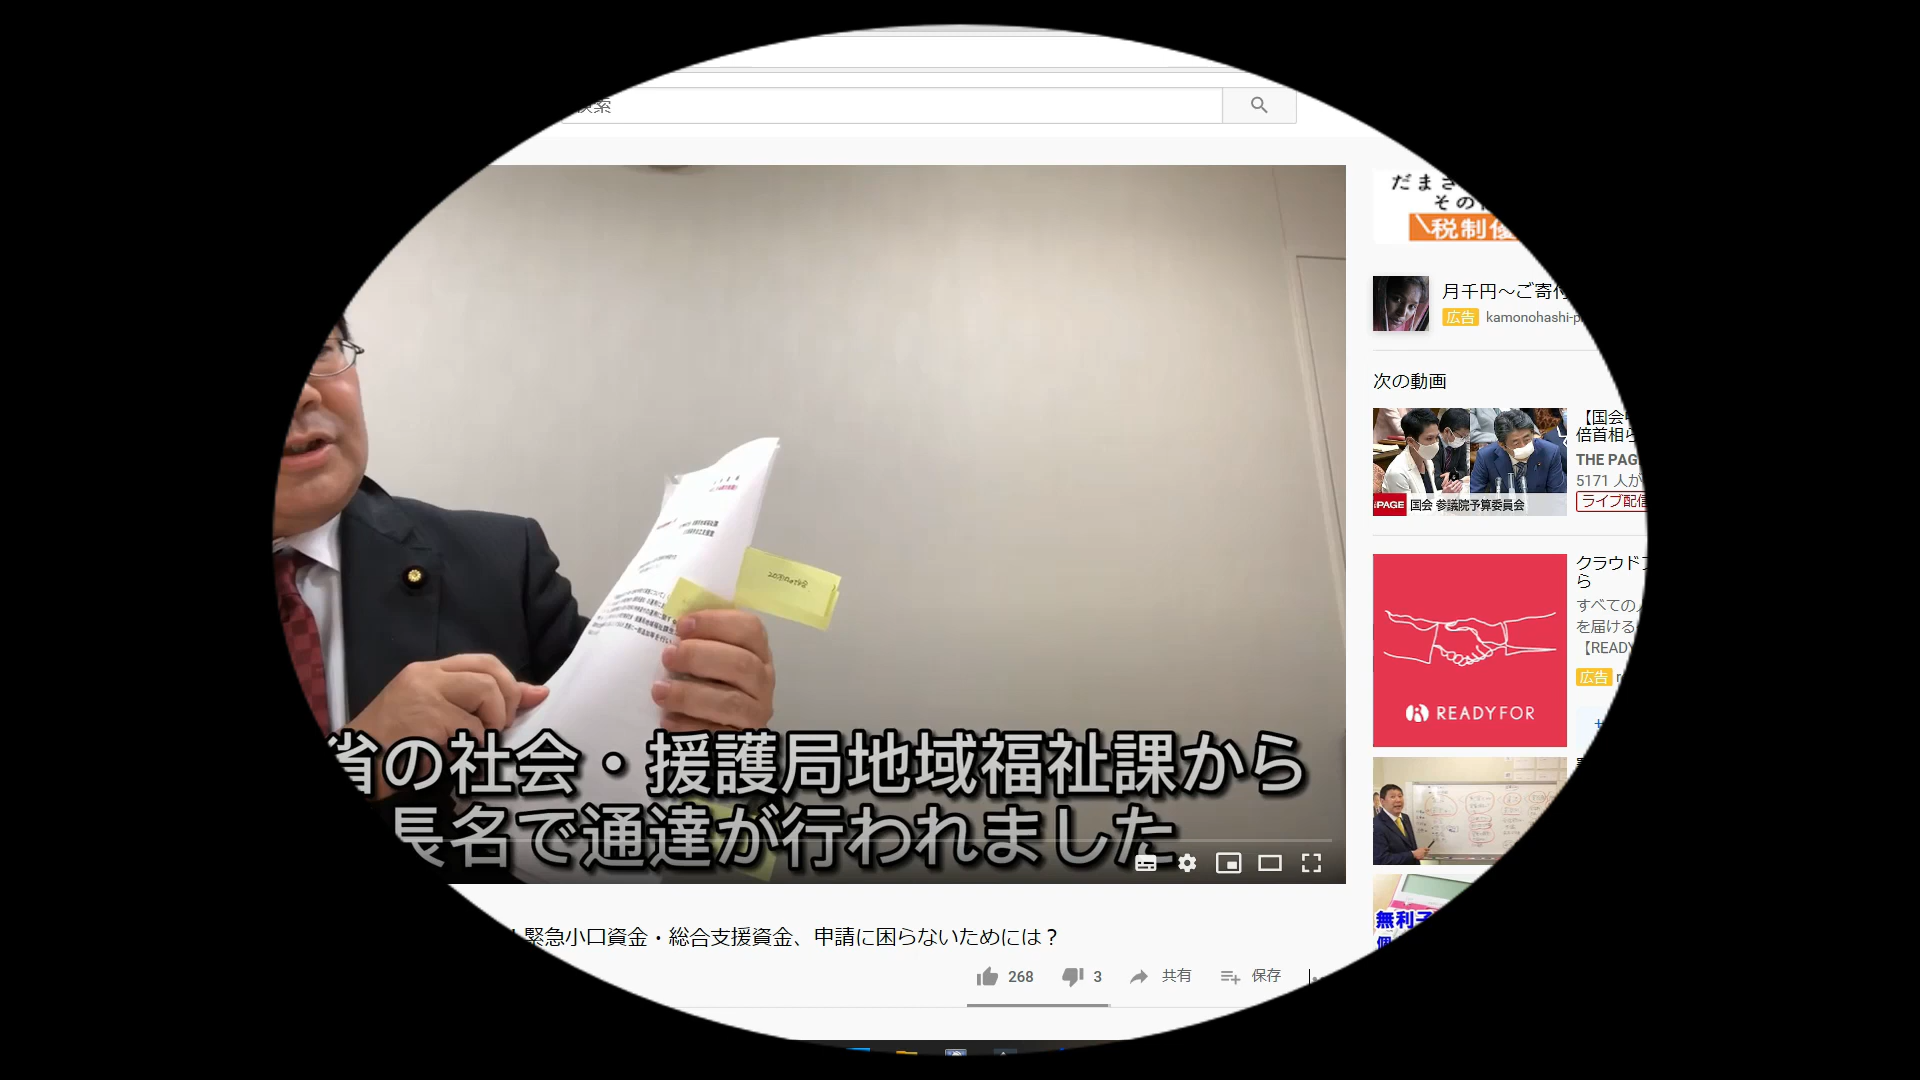 検索
だまさ
その
税制優
月千円～ご寄付
広告 kamonohashi-p
次の動画
【国会中
倍首相ら
THE PAG
5171 人が
ライブ配信
PAGE 国会 参議院予算委員会
クラウドフ
ら
すべての人
を届ける
【READY
広告
READYFOR
省の社会・援護局地域福祉課から
長名で通達が行われました
無利子
個
緊急小口資金・総合支援資金、申請に困らないためには？
268 3 共有 保存